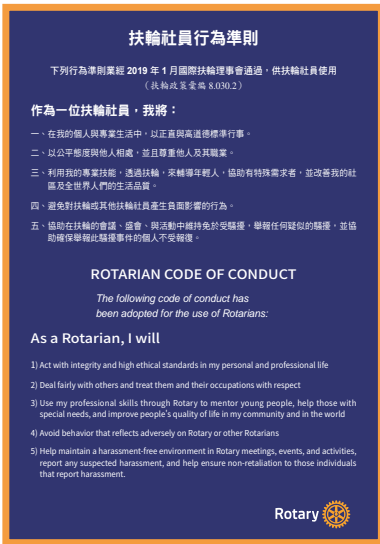 扶輪社員行為準則
下列行為準則業經 2019 年 1 月國際扶輪理事會通過，供扶輪社員使用
（扶輪政策彙編 8.030.2）
作為一位扶輪社員，我將：
一、在我的個人與專業生活中，以正直與高道德標準行事。
二、以公平態度與他人相處，並且尊重他人及其職業。
三、利用我的專業技能，透過扶輪，來輔導年輕人，協助有特殊需求者，並改善我的社
區及全世界人們的生活品質。
四、避免對扶輪或其他扶輪社員產生負面影響的行為。
五、協助在扶輪的會議、盛會、與活動中維持免於受騷擾，舉報任何疑似的騷擾，並協
助確保舉報此騷擾事件的個人不受報復。
ROTARIAN CODE OF CONDUCT
The following code of conduct has
been adopted for the use of Rotarians:
As a Rotarian, I will
1) Act with integrity and high ethical standards in my personal and professional life
2) Deal fairly with others and treat them and their occupations with respect
3) Use my professional skills through Rotary to mentor young people, help those with
special needs, and improve people's quality of life in my community and in the world
4) Avoid behavior that reflects adversely on Rotary or other Rotarians
5) Help maintain a harassment-free environment in Rotary meetings, events, and activities,
report any suspected harassment, and help ensure non-retaliation to those individuals
that report harassment.
Rotary